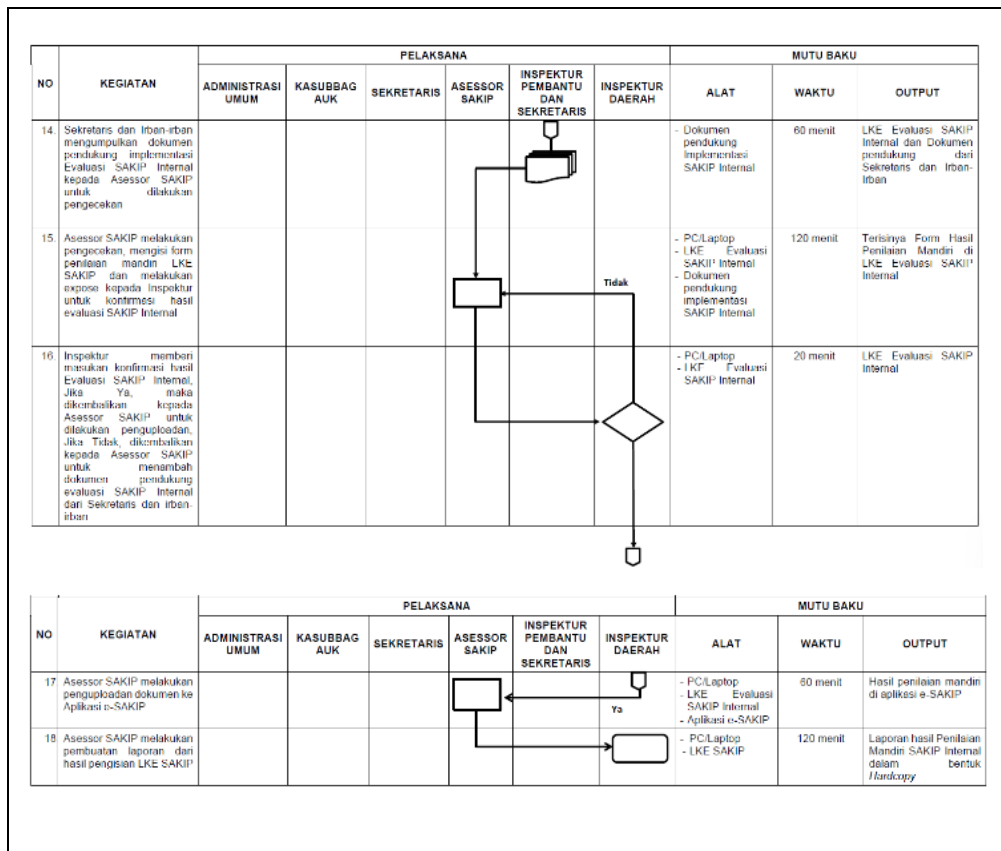 NO
KEGIATAN
PELAKSANA
MUTU BAKU
ADMINISTRASI
UMUM
KASUBBAG
AUK
SEKRETARIS
ASESSOR
SAKIP
INSPEKTUR
PEMBANTU
DAN
SEKRETARIS
INSPEKTUR
DAERAH
ALAT
WAKTU
OUTPUT
14.
Sekretaris dan Irban-irban
mengumpulkan dokumen
pendukung implementasi
Evaluasi SAKIP Internal
kepada Asessor SAKIP
untuk dilakukan
pengecekan
- Dokumen
pendukung
Implementasi
SAKIP Internal
60 menit
LKE Evaluasi SAKIP
Internal dan Dokumen
pendukung dari
Sekretaris dan Irban-
Irban
15.
Asessor SAKIP melakukan
pengecekan, mengisi form
penilaian mandiri LKE
SAKIP dan melakukan
expose kepada Inspektur
untuk konfirmasi hasil
evaluasi SAKIP Internal
Tidak
- PC/Laptop
- LKE Evaluasi
SAKIP Internal
- Dokumen
pendukung
implementasi
SAKIP Internal
120 menit
Terisinya Form Hasil
Penilaian Mandiri di
LKE Evaluasi SAKIP
Internal
16.
Inspektur memberi
masukan konfirmasi hasil
Evaluasi SAKIP Internal,
Jika Ya, maka
dikembalikan kepada
Asessor SAKIP untuk
dilakukan penguploadan,
Jika Tidak, dikembalikan
kepada Asessor SAKIP
untuk menambah
dokumen pendukung
evaluasi SAKIP Internal
dari Sekretaris dan irban-
irban
- PC/Laptop
- LKE Evaluasi
SAKIP Internal
20 menit
LKE Evaluasi SAKIP
Internal
NO
KEGIATAN
PELAKSANA
MUTU BAKU
ADMINISTRASI
UMUM
KASUBBAG
AUK
SEKRETARIS
ASESSOR
SAKIP
INSPEKTUR
PEMBANTU
DAN
SEKRETARIS
INSPEKTUR
DAERAH
ALAT
WAKTU
OUTPUT
17
Asessor SAKIP melakukan
penguploadan dokumen ke
Aplikasi e-SAKIP
Ya
- PC/Laptop
- LKE Evaluasi
SAKIP Internal
- Aplikasi e-SAKIP
60 menit
Hasil penilaian mandiri
di aplikasi e-SAKIP
18
Asessor SAKIP melakukan
pembuatan laporan dari
hasil pengisian LKE SAKIP
- PC/Laptop
- LKE SAKIP
120 menit
Laporan hasil Penilaian
Mandiri SAKIP Internal
dalam bentuk
Hardcopy